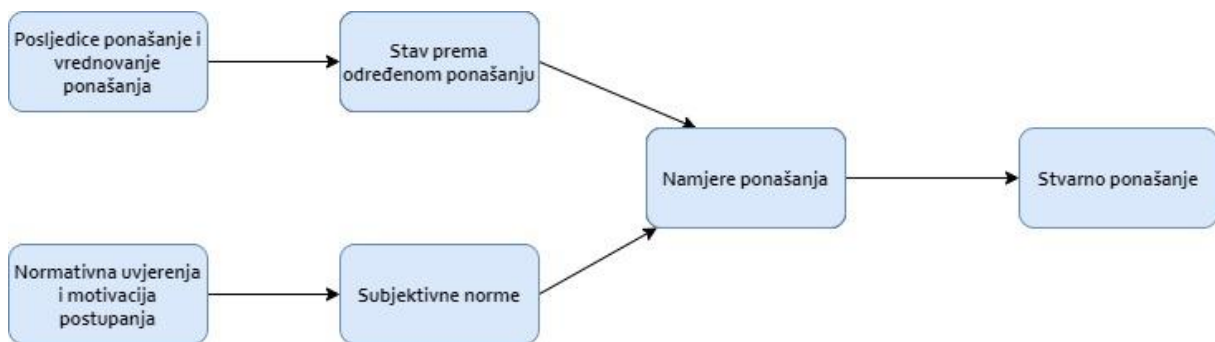 Posljedice ponašanje i
vrednovanje
ponašanja
Stav prema
određenom ponašanju
Namjere ponašanja
Stvarno ponašanje
Normativna uvjerenja
i motivacija
postupanja
Subjektivne norme